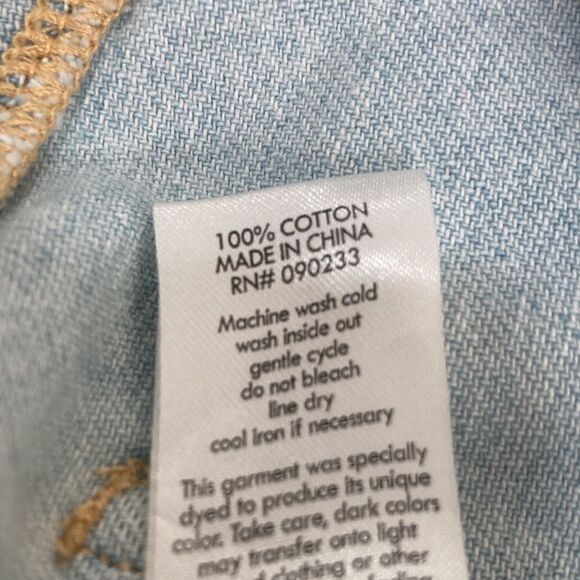 100% COTTON
MADE IN CHINA
RN# 090233
Machine wash cold
wash inside out
gentle cycle
do not bleach
line dry
cool iron if necessary
This garment was specially
dyed to produce its unique
color. Take care, dark colors
may transfer onto light
clothing or other